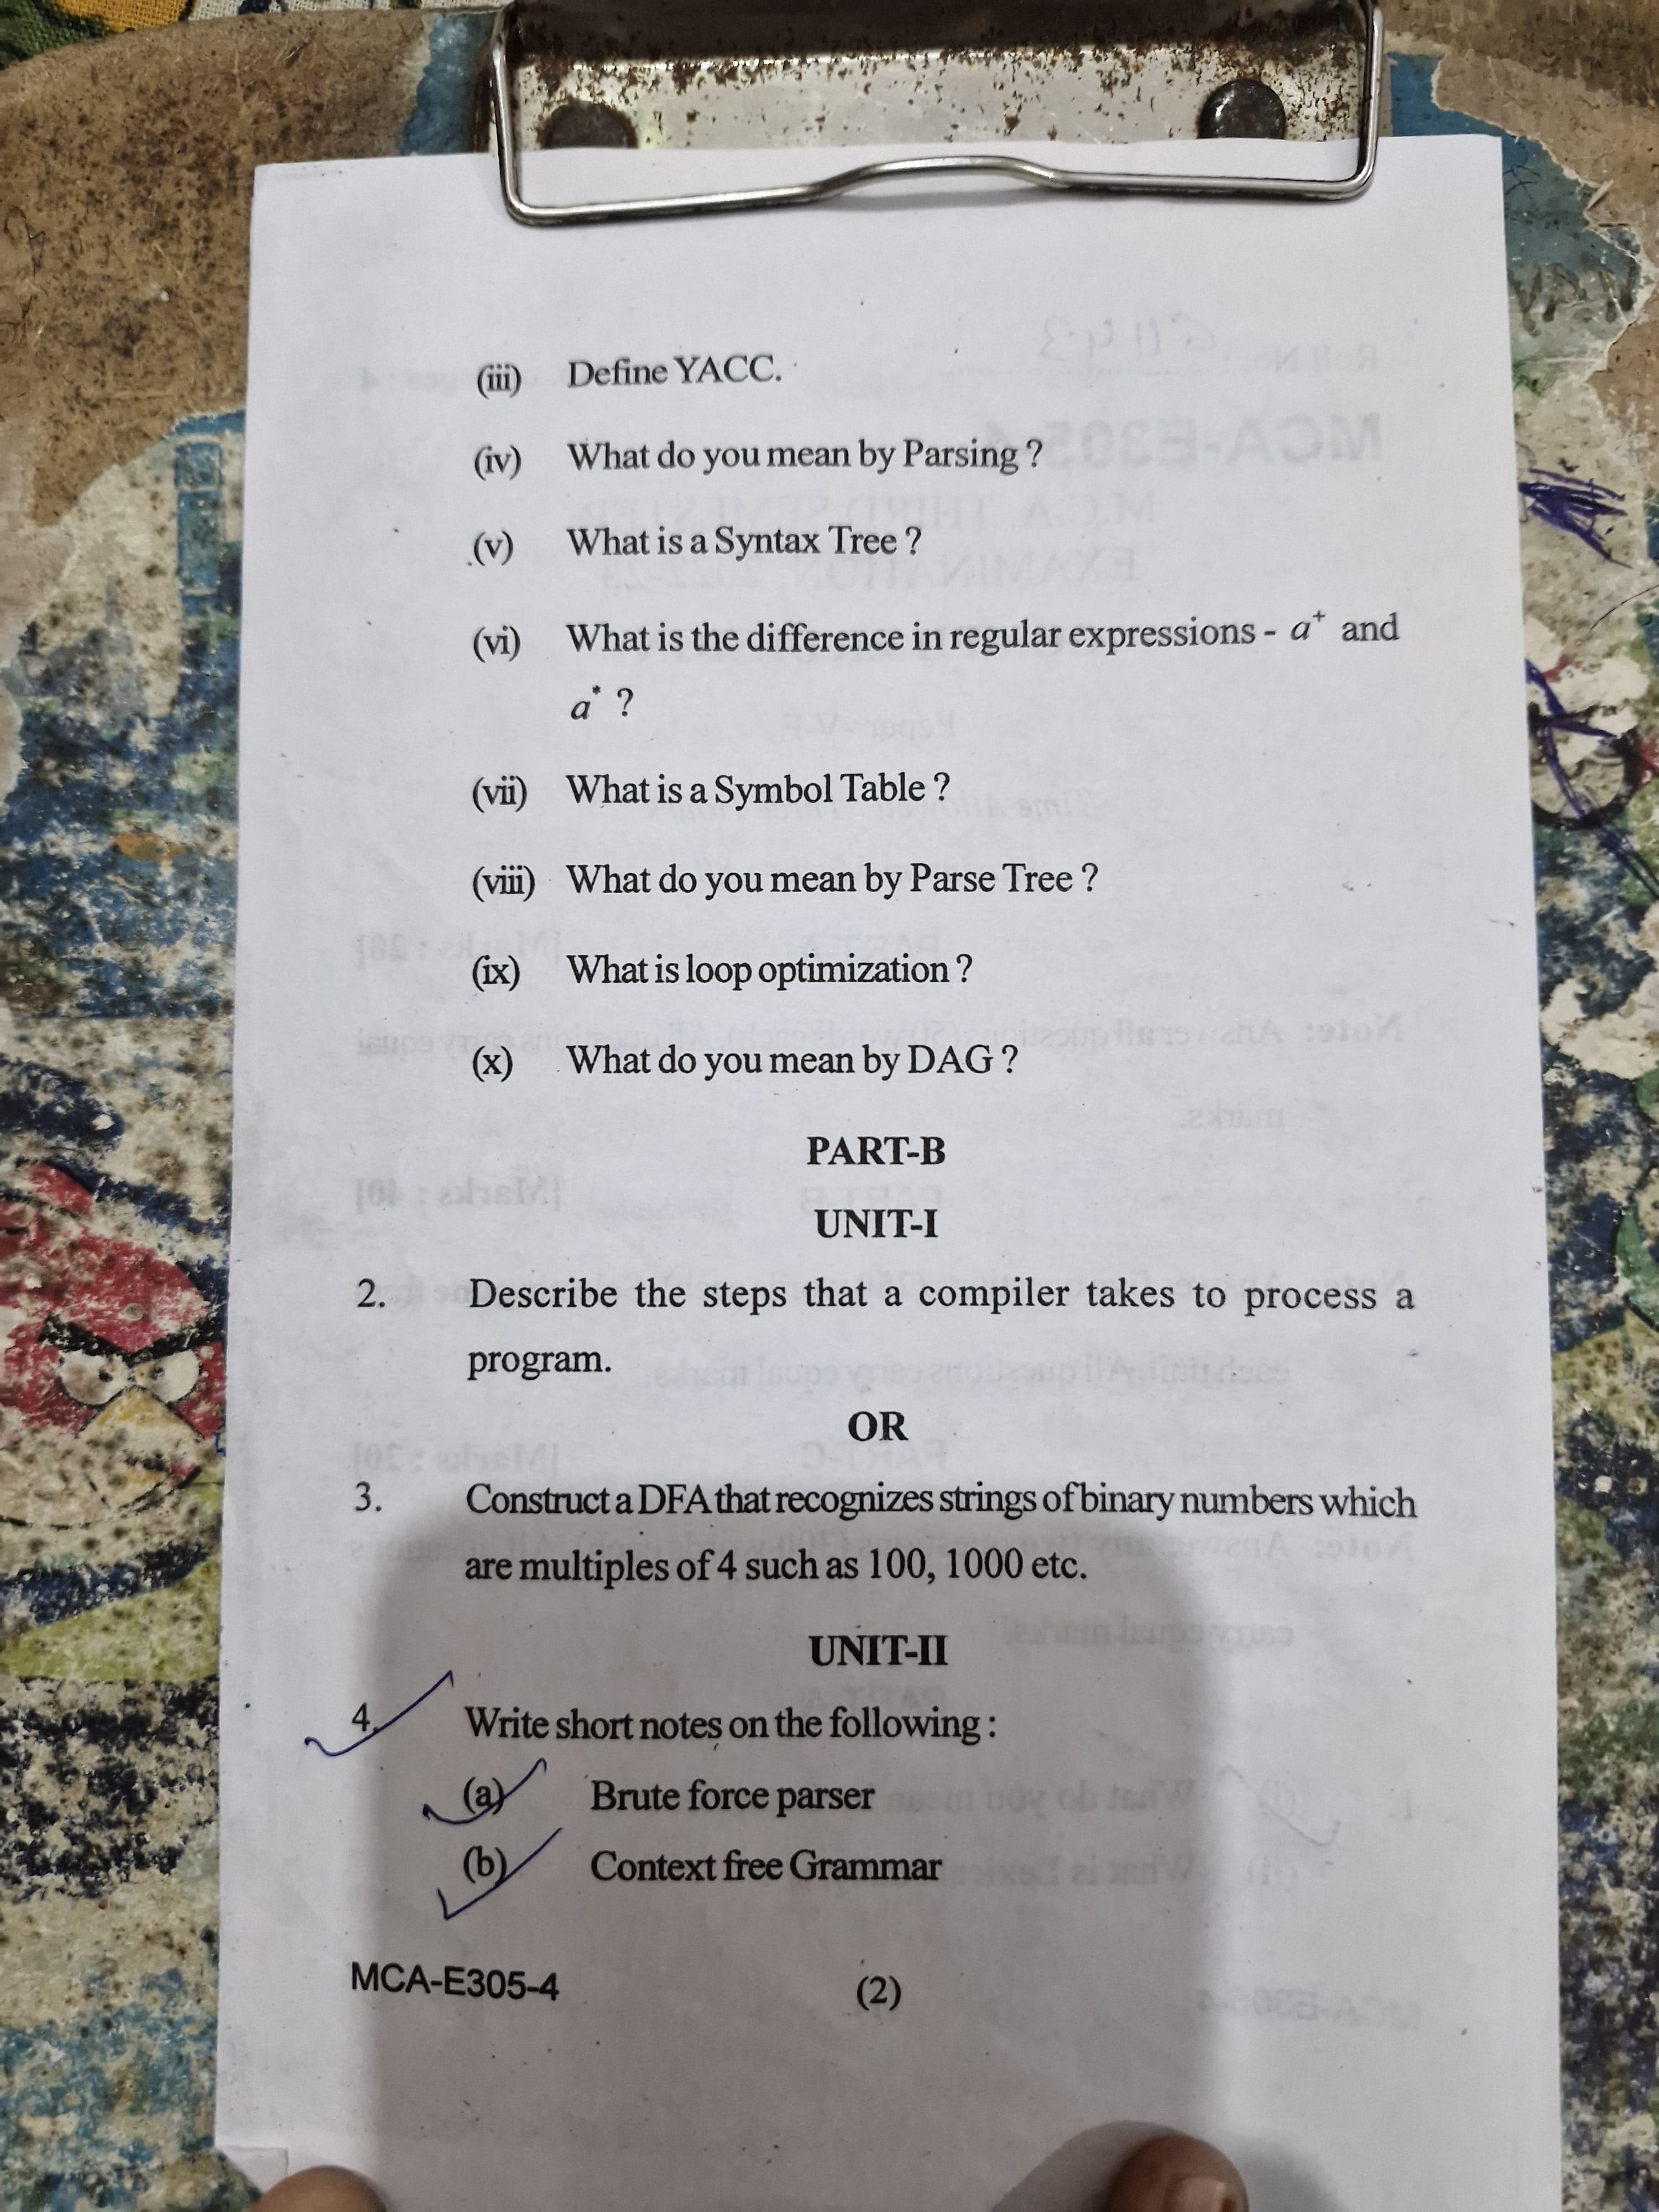 (iii) Define YACC.
(iv) What do you mean by Parsing ?
(v) What is a Syntax Tree ?
(vi) What is the difference in regular expressions - a⁺ and
a* ?
(vii) What is a Symbol Table ?
(viii) What do you mean by Parse Tree ?
(ix) What is loop optimization ?
(x) What do you mean by DAG ?
PART-B
UNIT-I
2. Describe the steps that a compiler takes to process a
program.
OR
3. Construct a DFA that recognizes strings of binary numbers which
are multiples of 4 such as 100, 1000 etc.
UNIT-II
4. Write short notes on the following :
(a) Brute force parser
(b) Context free Grammar
MCA-E305-4 (2)